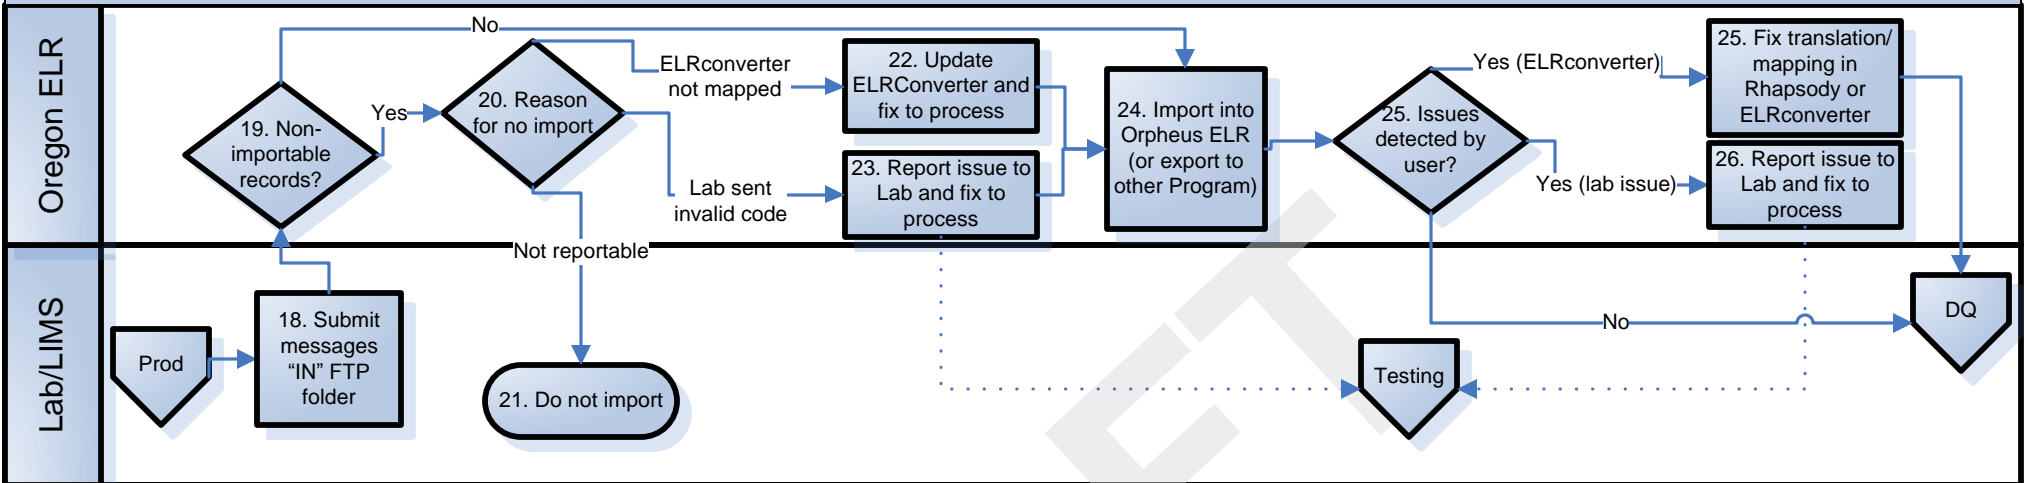 Oregon ELR
No
19. Non-
importable
records?
Yes
20. Reason
for no import
ELRconverter
not mapped
Lab sent
invalid code
Not reportable
22. Update
ELRConverter and
fix to process
23. Report issue to
Lab and fix to
process
24. Import into
Orpheus ELR
(or export to
other Program)
25. Issues
detected by
user?
Yes (ELRconverter)
Yes (lab issue)
25. Fix translation/
mapping in
Rhapsody or
ELRconverter
26. Report issue to
Lab and fix to
process
Lab/LIMS
Prod
18. Submit
messages
“IN” FTP
folder
21. Do not import
Testing
No
DQ